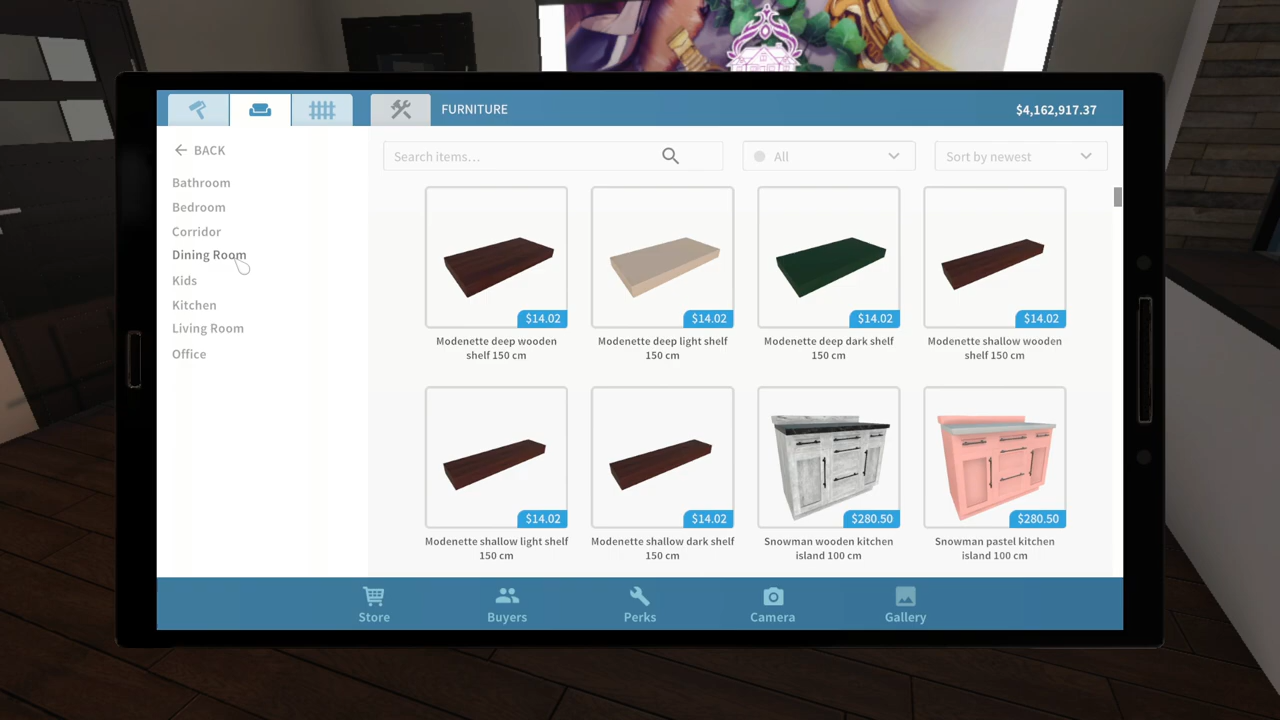 FURNITURE
$4,162,917.37
BACK
Search items...
All
Sort by newest
Bathroom
Bedroom
Corridor
Dining Room
Kids
Kitchen
Living Room
Office
$14.02
$14.02
$14.02
$14.02
Modenette deep wooden
shelf 150 cm
Modenette deep light shelf
150 cm
Modenette deep dark shelf
150 cm
Modenette shallow wooden
shelf 150 cm
$14.02
$14.02
$280.50
$280.50
Modenette shallow light shelf
150 cm
Modenette shallow dark shelf
150 cm
Snowman wooden kitchen
island 100 cm
Snowman pastel kitchen
island 100 cm
Store
Buyers
Perks
Camera
Gallery